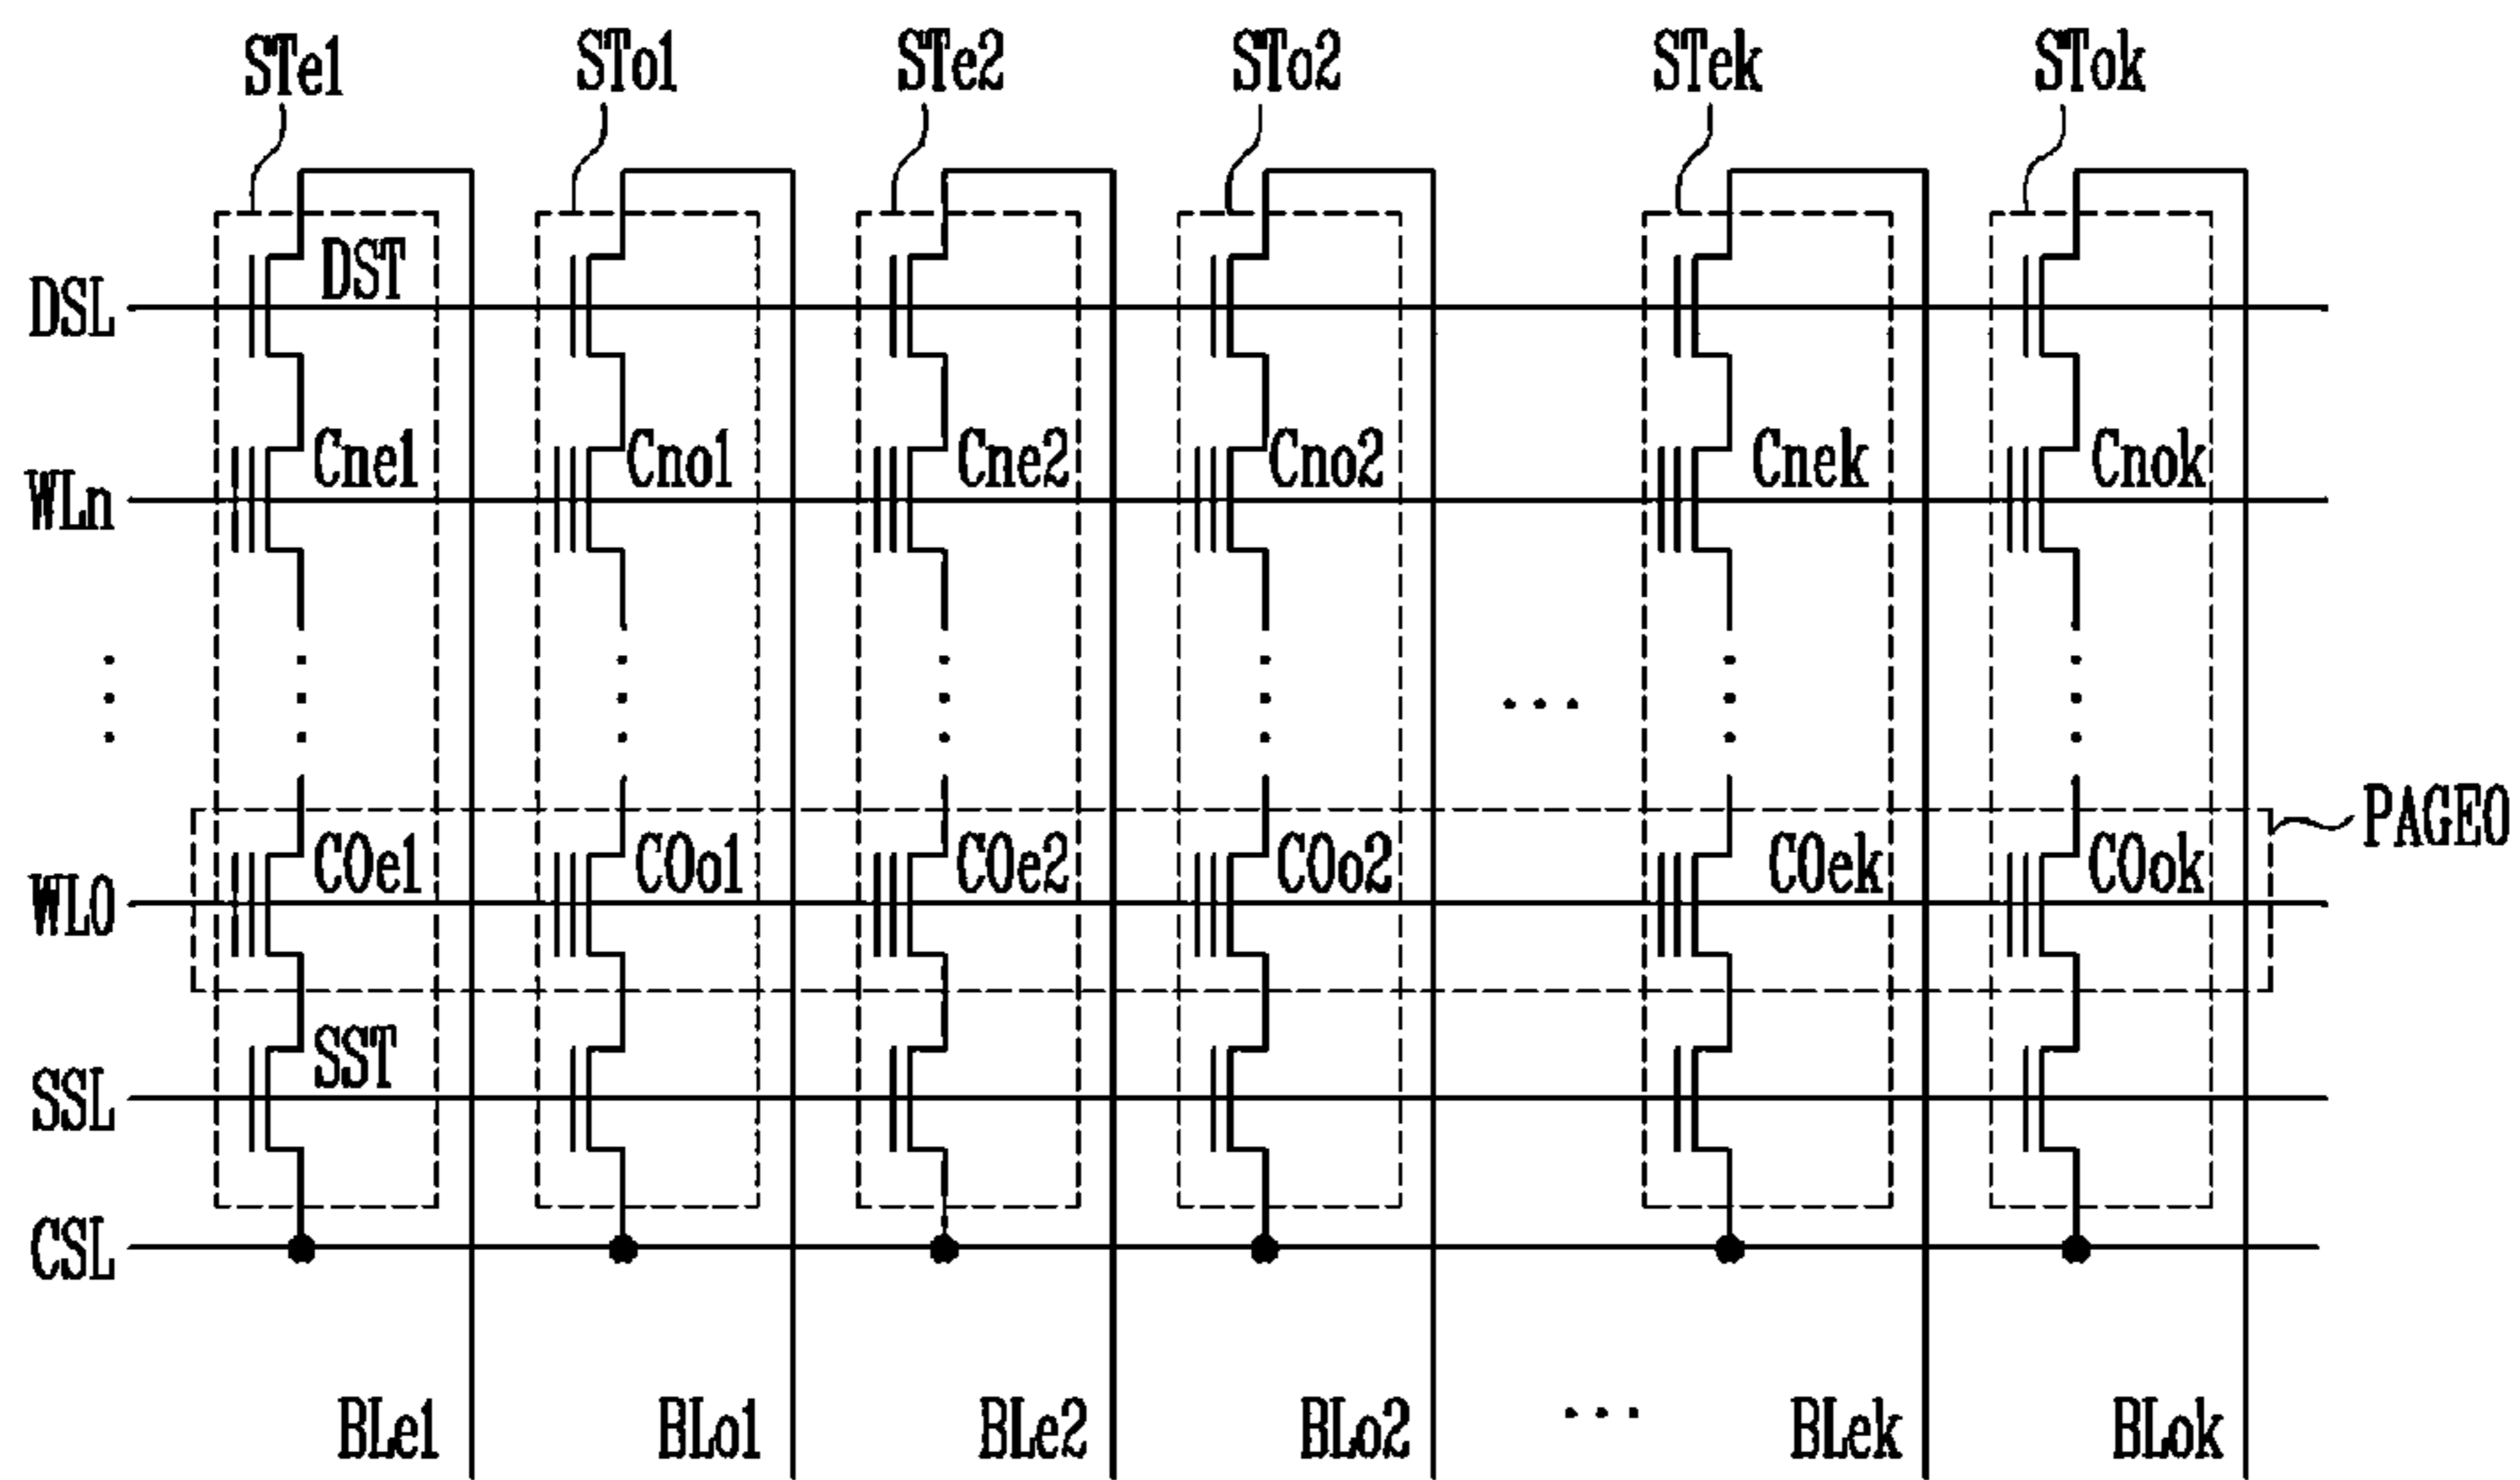 STe1 STo1 STe2 STo2 STek STok
DST
DSL
Cne1 Cno1 Cne2 Cno2 Cnek Cnok
WLn
PAGE0
C0e1 C0o1 C0e2 C0o2 C0ek C0ok
WL0
SST
SSL
CSL
BLe1 BLo1 BLe2 BLo2 ... BLek BLok